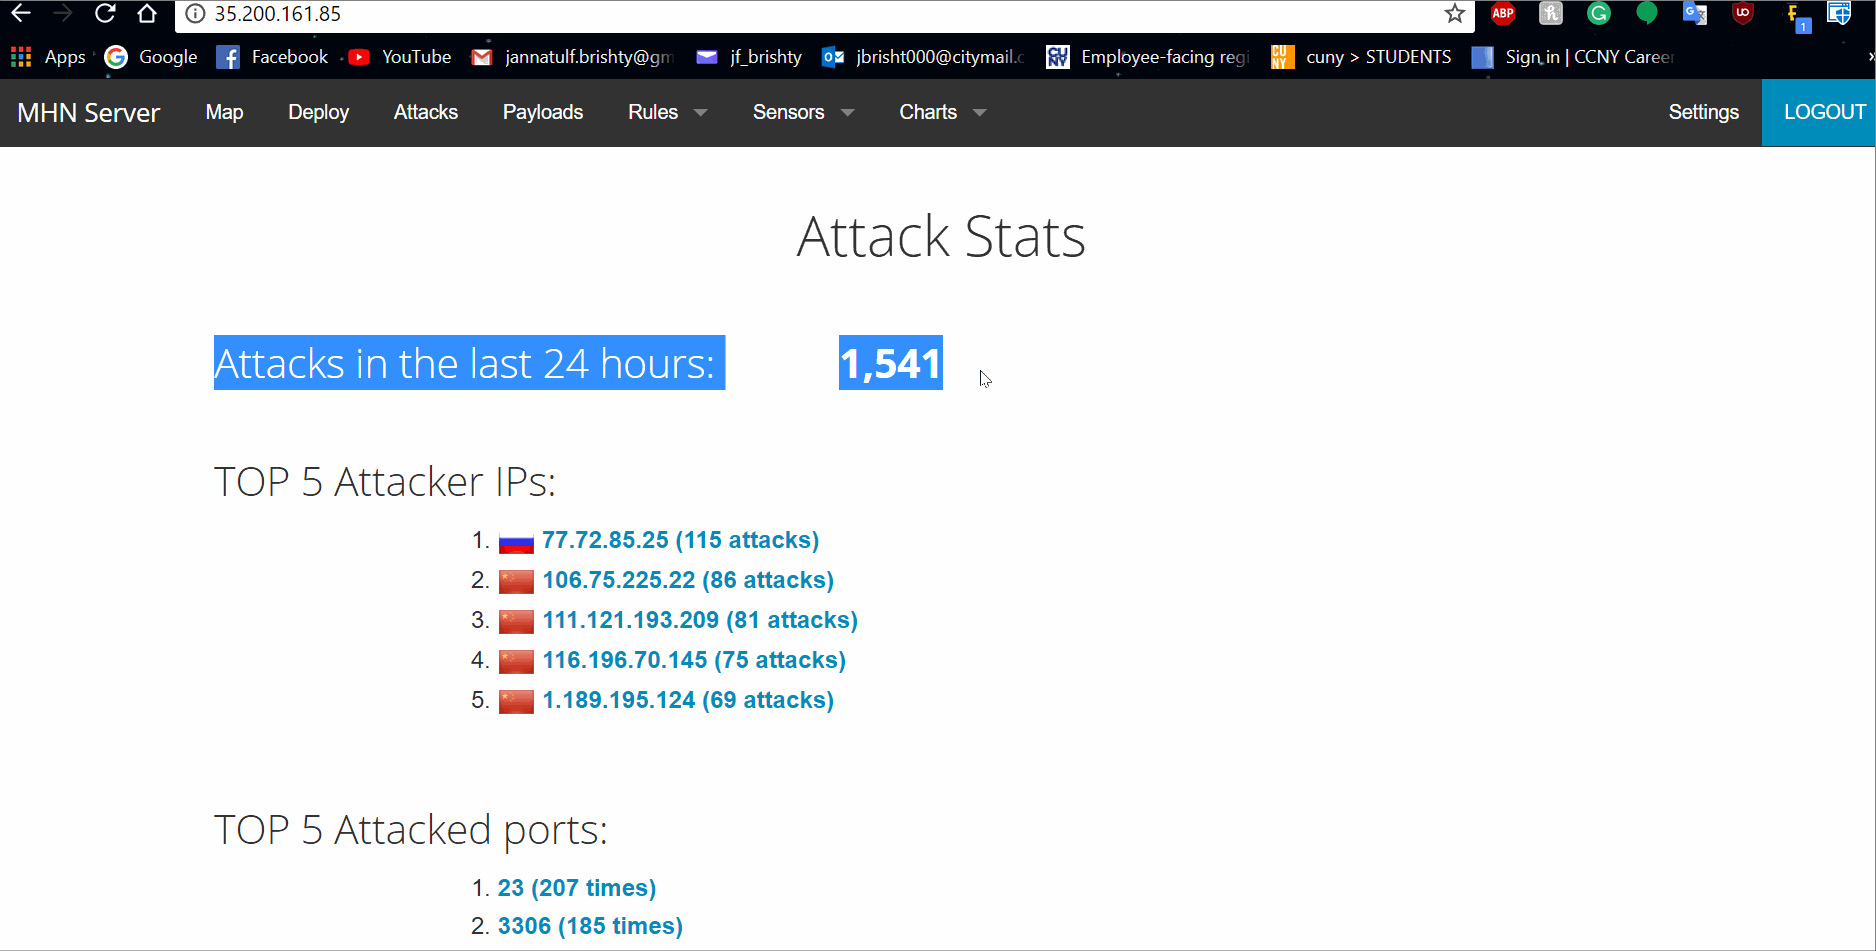 35.200.161.85
ABP
Apps Google Facebook YouTube jannatulf.brishty@gm jf_brishty jbrisht000@citymail.c Employee-facing regi cuny > STUDENTS Sign in | CCNY Career
MHN Server Map Deploy Attacks Payloads Rules Sensors Charts Settings LOGOUT
Attack Stats
Attacks in the last 24 hours: 1,541
TOP 5 Attacker IPs:
1. 77.72.85.25 (115 attacks)
2. 106.75.225.22 (86 attacks)
3. 111.121.193.209 (81 attacks)
4. 116.196.70.145 (75 attacks)
5. 1.189.195.124 (69 attacks)
TOP 5 Attacked ports:
1. 23 (207 times)
2. 3306 (185 times)